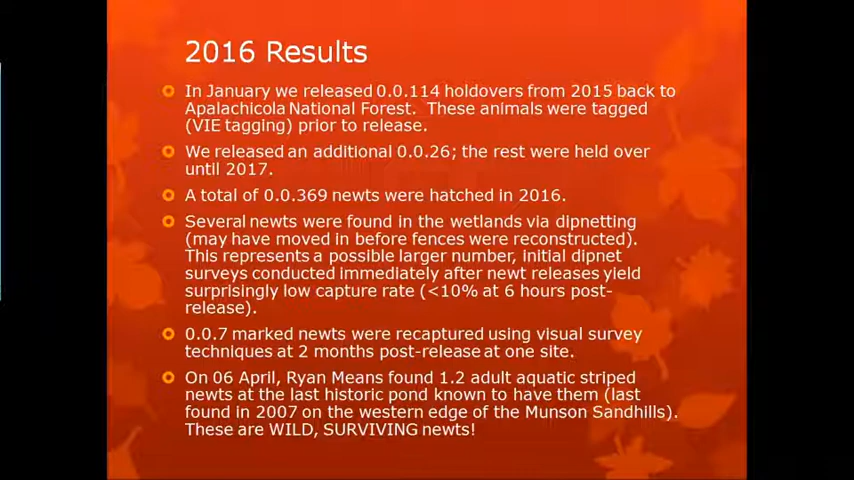 2016 Results
In January we released 0.0.114 holdovers from 2015 back to
Apalachicola National Forest. These animals were tagged
(VIE tagging) prior to release.
We released an additional 0.0.26; the rest were held over
until 2017.
A total of 0.0.369 newts were hatched in 2016.
Several newts were found in the wetlands via dipnetting
(may have moved in before fences were reconstructed).
This represents a possible larger number, initial dipnet
surveys conducted immediately after newt releases yield
surprisingly low capture rate (<10% at 6 hours post-
release).
0.0.7 marked newts were recaptured using visual survey
techniques at 2 months post-release at one site.
On 06 April, Ryan Means found 1.2 adult aquatic striped
newts at the last historic pond known to have them (last
found in 2007 on the western edge of the Munson Sandhills).
These are WILD, SURVIVING newts!